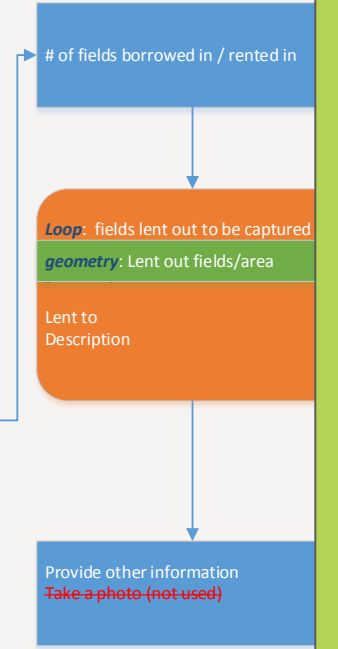 # of fields borrowed in / rented in
Loop: fields lent out to be captured
geometry: Lent out fields/area
Lent to
Description
Provide other information
Take a photo (not used)